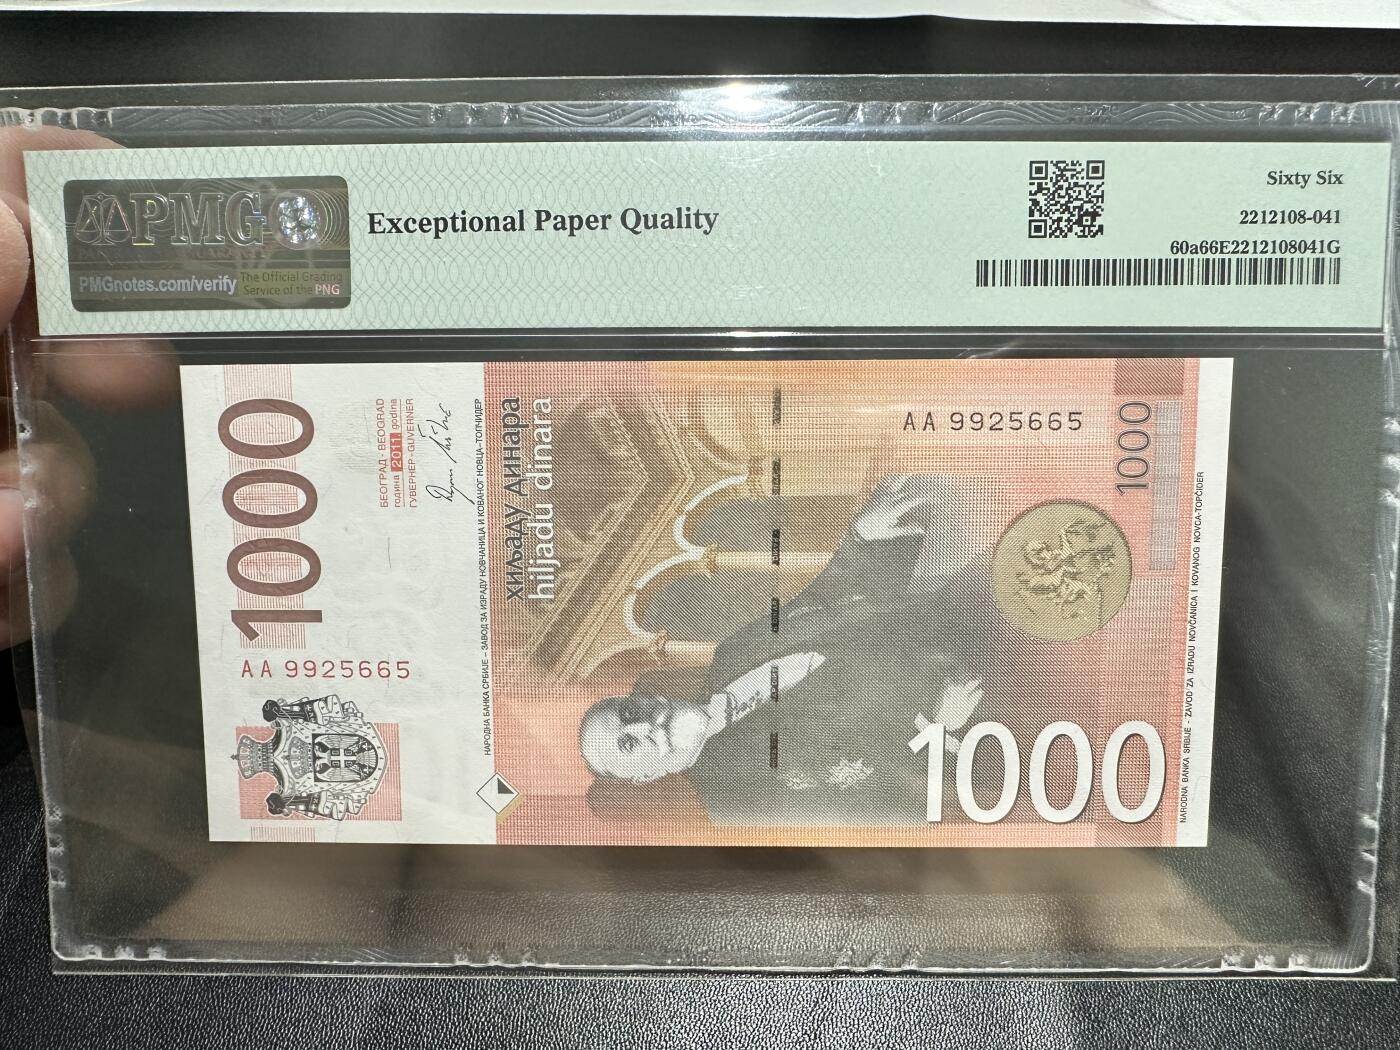 PMG
PMGnotes.com/verify
The Official Grading
Service of the PNG
Exceptional Paper Quality
Sixty Six
2212108-041
60a66E2212108041G
1000
AA 9925665
БЕОГРАД - BEOGRAD
година 2011. godina
ГУВЕРНЕР - GUVERNER
НАРОДНА БАНКА СРБИЈЕ – ЗАВОД ЗА ИЗРАДУ НОВЧАНИЦА И КОВАНОГ НОВЦА–ТОПЧИДЕР
хиљаду динара
hiljadu dinara
AA 9925665
1000
1000
NARODNA BANKA SRBIJE - ZAVOD ZA IZRADU NOVČANICA I KOVANOG NOVCA-TOPČIDER